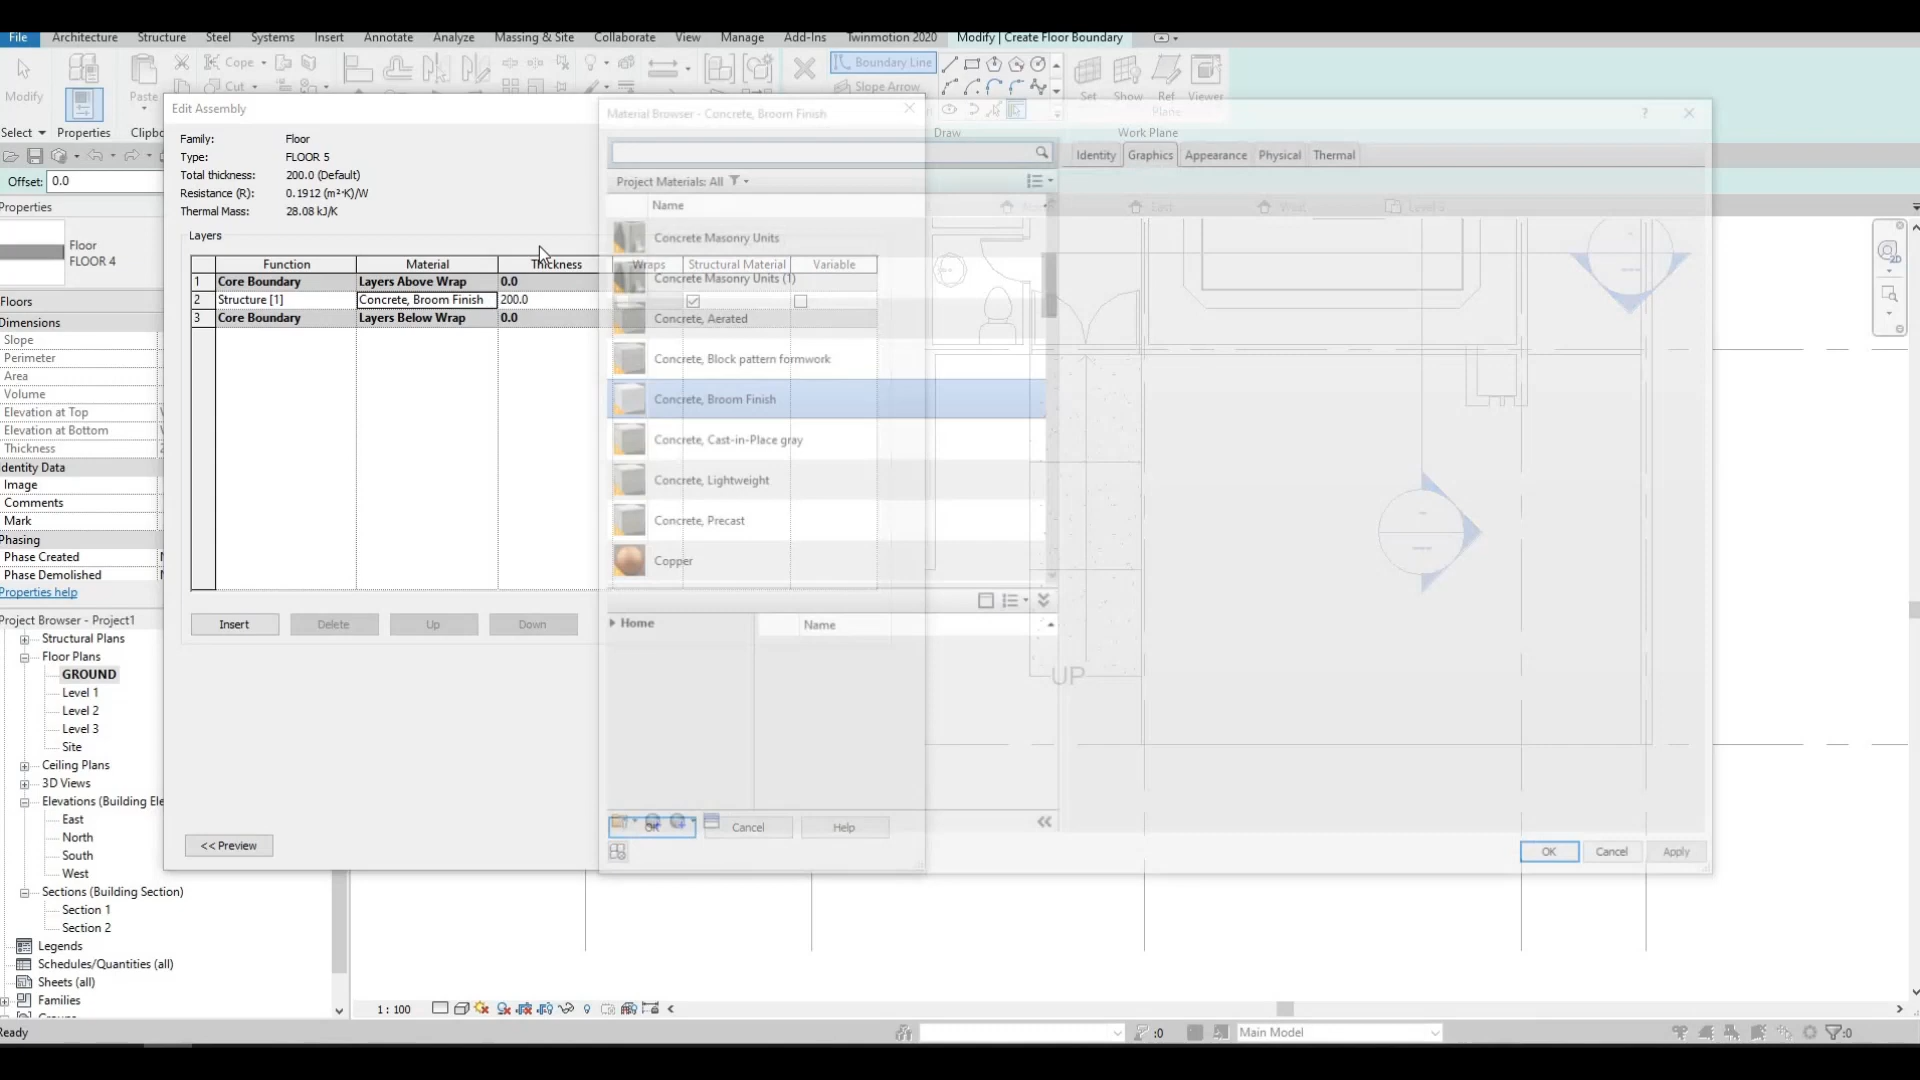 File Architecture Structure Steel Systems Insert Annotate Analyze Massing & Site Collaborate View Manage Add-Ins Twinmotion 2020 Modify | Create Floor Boundary
Cope Boundary Line
Modify Paste Cut Slope Arrow Set Show Ref Viewer
Plane
Select Properties Clipbo Draw Work Plane
Offset: 0.0
Properties
Floor
FLOOR 4
Floors
Dimensions
Slope
Perimeter
Area
Volume
Elevation at Top
Elevation at Bottom
Thickness
Identity Data
Image
Comments
Mark
Phasing
Phase Created
Phase Demolished
Properties help
Project Browser - Project1
Structural Plans
Floor Plans
GROUND
Level 1
Level 2
Level 3
Site
Ceiling Plans
3D Views
Elevations (Building Ele
East
North
South
West
Sections (Building Section)
Section 1
Section 2
Legends
Schedules/Quantities (all)
Sheets (all)
Families
Ready
Edit Assembly
Family: Floor
Type: FLOOR 5
Total thickness: 200.0 (Default)
Resistance (R): 0.1912 (m²·K)/W
Thermal Mass: 28.08 kJ/K
Layers
Function Material Thickness Wraps Structural Material Variable
1 Core Boundary Layers Above Wrap 0.0
2 Structure [1] Concrete, Broom Finish 200.0
3 Core Boundary Layers Below Wrap 0.0
Insert Delete Up Down
<< Preview
OK Cancel Help
Material Browser - Concrete, Broom Finish
Project Materials: All
Name
Concrete Masonry Units
Concrete Masonry Units (1)
Concrete, Aerated
Concrete, Block pattern formwork
Concrete, Broom Finish
Concrete, Cast-in-Place gray
Concrete, Lightweight
Concrete, Precast
Copper
Home Name
Identity Graphics Appearance Physical Thermal
East West
UP
OK Cancel Apply
1 : 100
:0 Main Model :0